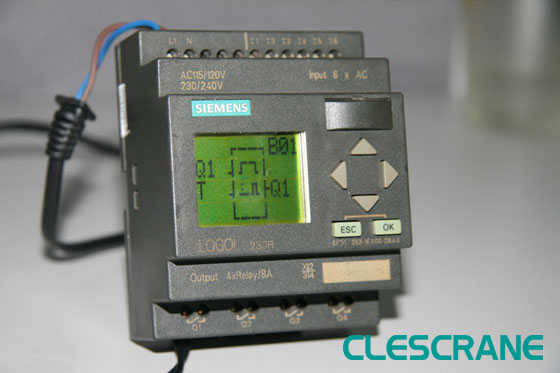 L1 N I1 I2 I3 I4 I5 I6
AC115/120V
230/240V
Input 6 x AC
SIEMENS
B01
Q1
T
Q1
ESC
OK
LOGO! 230R
Output 4xRelay/8A
Q1 Q2 Q3 Q4
CLESCRANE